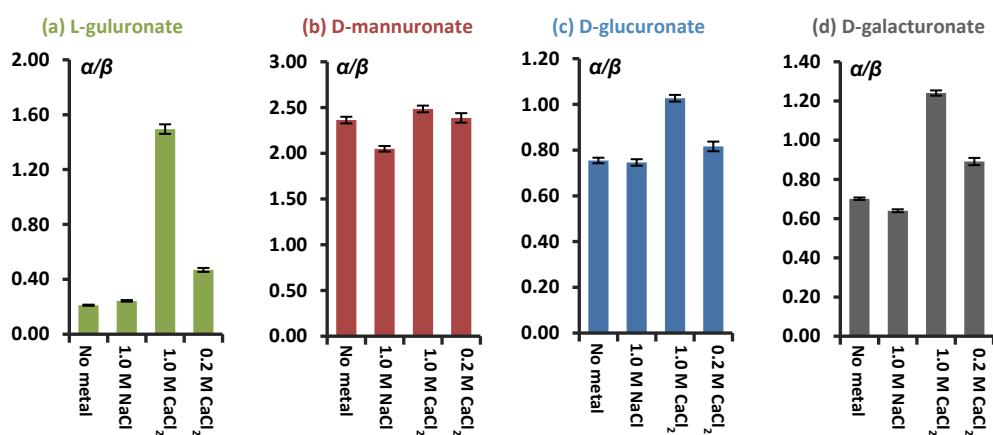 (a) L-guluronate
α/β
2.00
1.60
1.20
0.80
0.40
0.00
No metal
1.0 M NaCl
1.0 M CaCl₂
0.2 M CaCl₂
(b) D-mannuronate
α/β
3.00
2.50
2.00
1.50
1.00
0.50
0.00
No metal
1.0 M NaCl
1.0 M CaCl₂
0.2 M CaCl₂
(c) D-glucuronate
α/β
1.20
1.00
0.80
0.60
0.40
0.20
0.00
No metal
1.0 M NaCl
1.0 M CaCl₂
0.2 M CaCl₂
(d) D-galacturonate
α/β
1.40
1.20
1.00
0.80
0.60
0.40
0.20
0.00
No metal
1.0 M NaCl
1.0 M CaCl₂
0.2 M CaCl₂